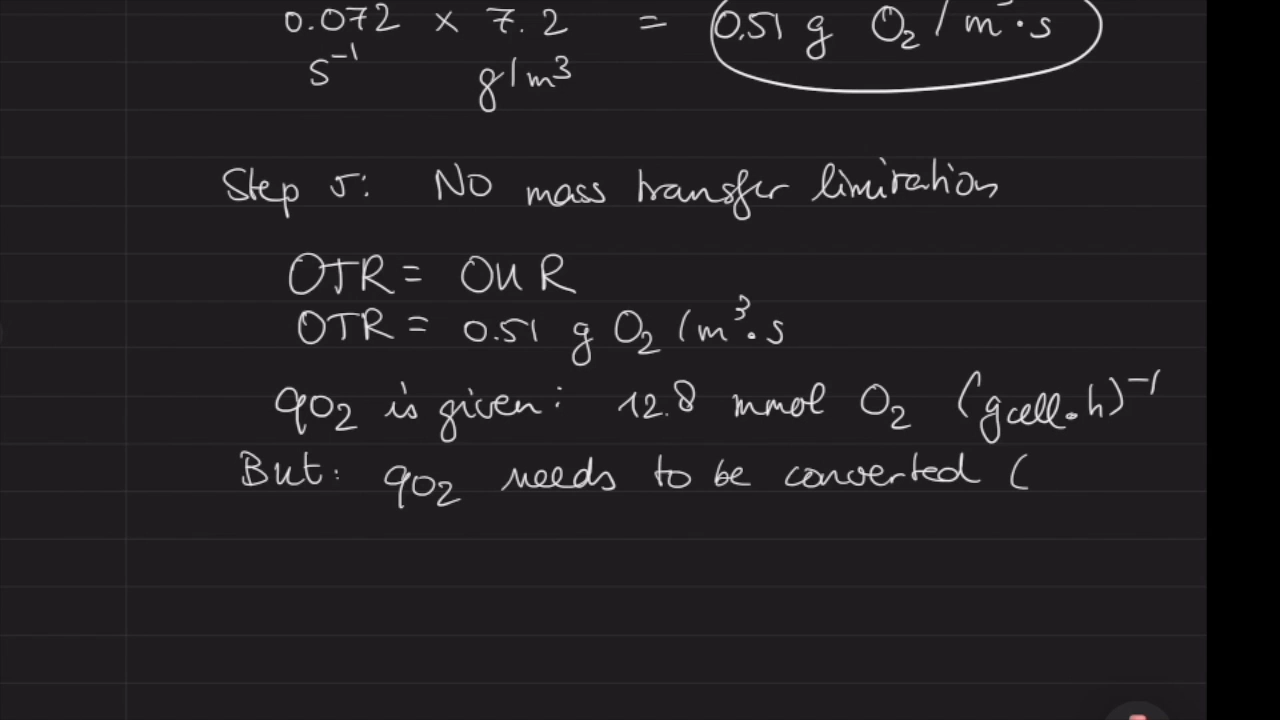 0.072 × 7.2 = 0.51 g O₂ / m³·s
s⁻¹ g/m³
Step 5: No mass transfer limitation
OTR = OUR
OTR = 0.51 g O₂ / m³·s
qO₂ is given: 12.8 mmol O₂ (gcell·h)⁻¹
But: qO₂ needs to be converted (